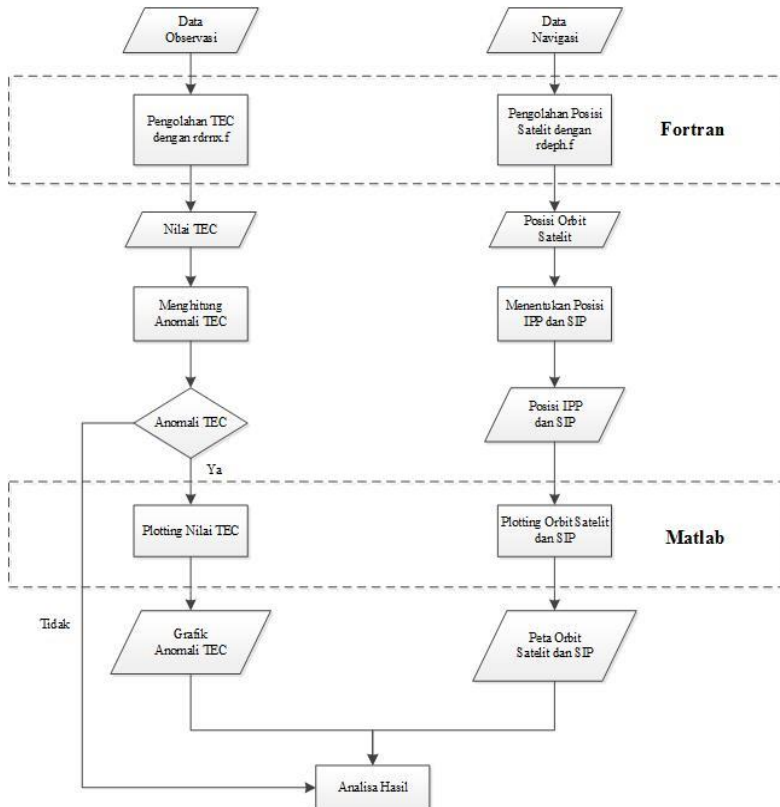 Data
Observasi
Data
Navigasi
Pengolahan TEC
dengan rdrnx.f
Pengolahan Posisi
Satelit dengan
rdeph.f
Fortran
Nilai TEC
Posisi Orbit
Satelit
Menghitung
Anomali TEC
Menentukan Posisi
IPP dan SIP
Anomali TEC
Posisi IPP
dan SIP
Ya
Plotting Nilai TEC
Plotting Orbit Satelit
dan SIP
Matlab
Tidak
Grafik
Anomali TEC
Peta Orbit
Satelit dan SIP
Analisa Hasil